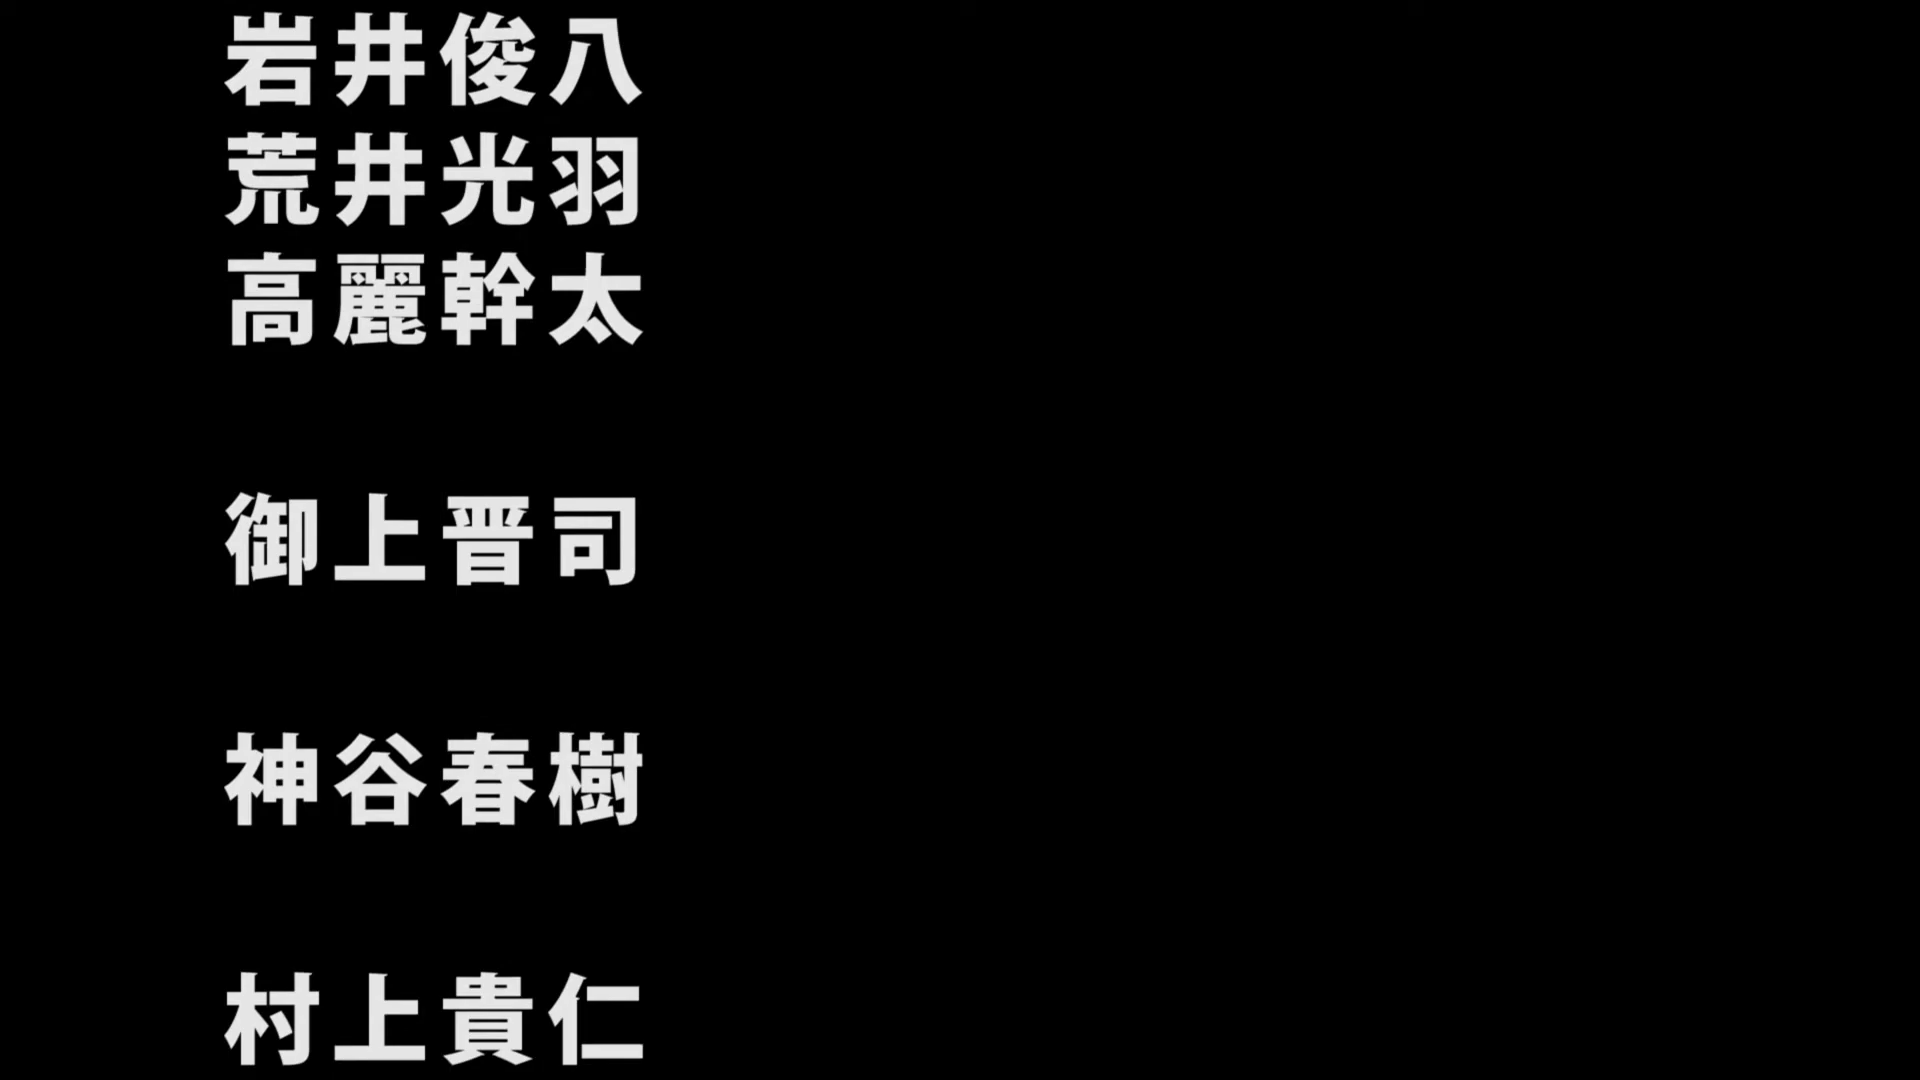 岩井俊八
荒井光羽
高麗幹太
御上晋司
神谷春樹
村上貴仁